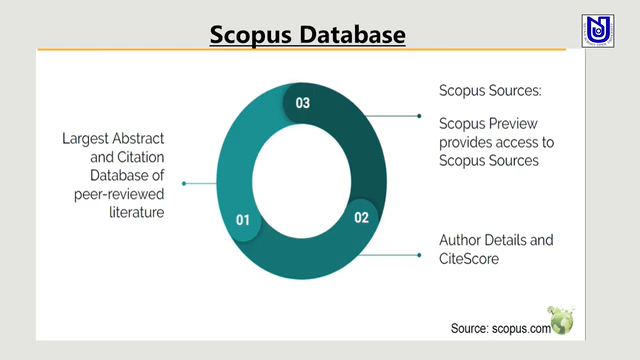 Scopus Database
03
Scopus Sources:
Scopus Preview
provides access to
Scopus Sources
Largest Abstract
and Citation
Database of
peer-reviewed
literature
01
02
Author Details and
CiteScore
Source: scopus.com